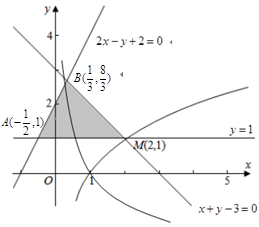 y
4
2x−y+2=0
B(1/3, 8/3)
2
A(−1/2, 1)
y=1
M(2,1)
x
O
1
5
x+y−3=0